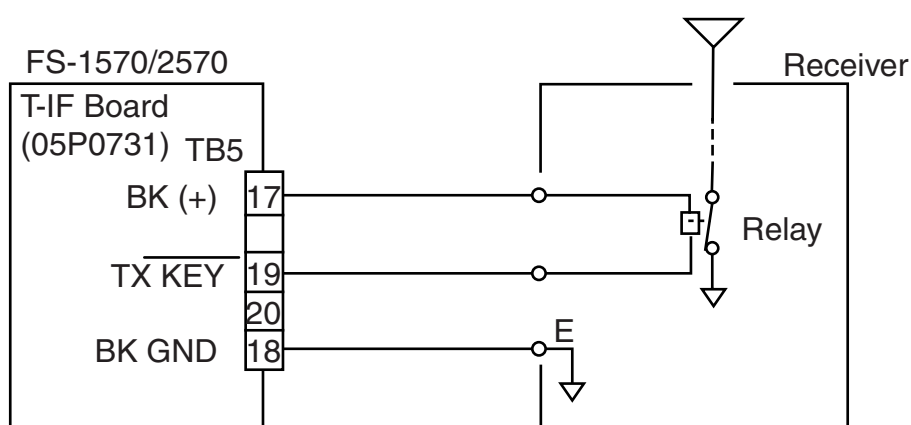 FS-1570/2570
Receiver
T-IF Board
(05P0731) TB5
BK (+) 17
Relay
TX KEY 19
20
E
BK GND 18